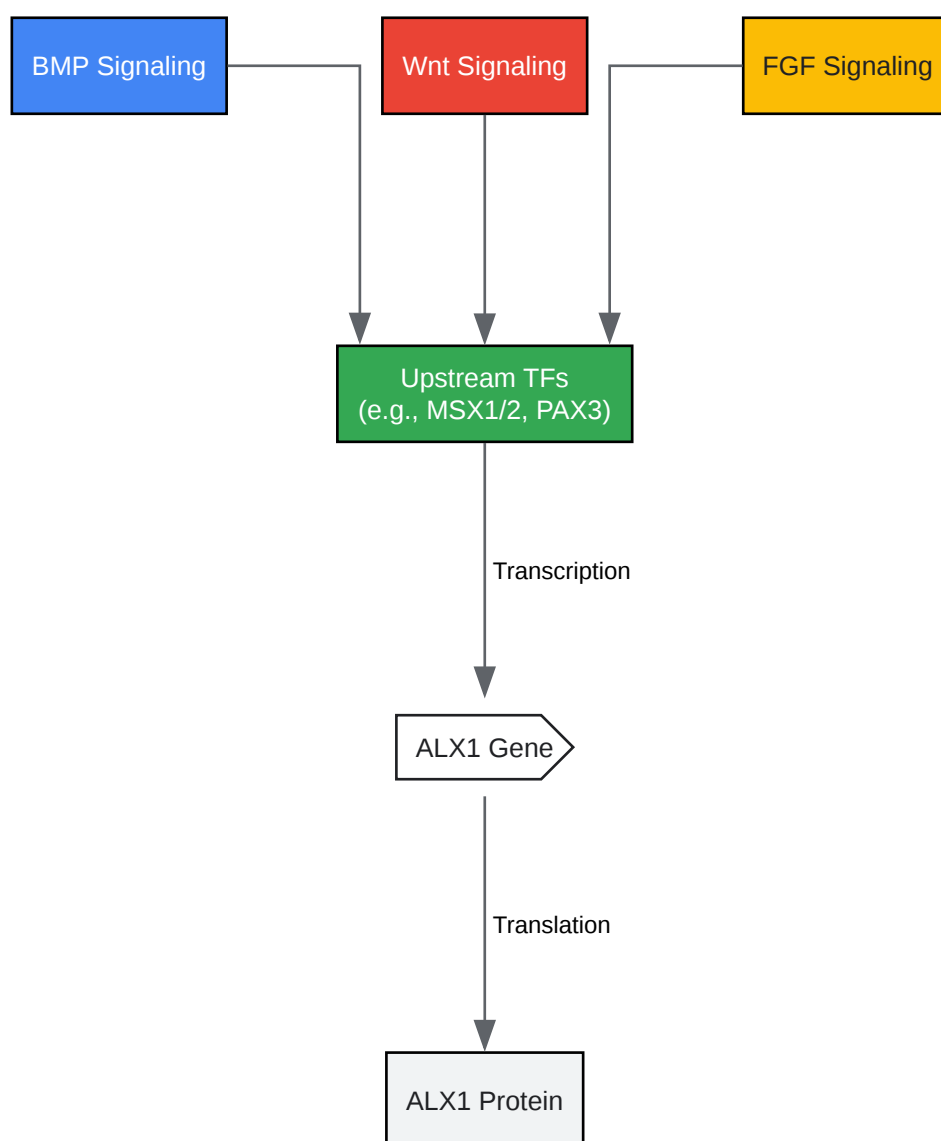 BMP Signaling
Wnt Signaling
FGF Signaling
Upstream TFs
(e.g., MSX1/2, PAX3)
Transcription
ALX1 Gene
Translation
ALX1 Protein